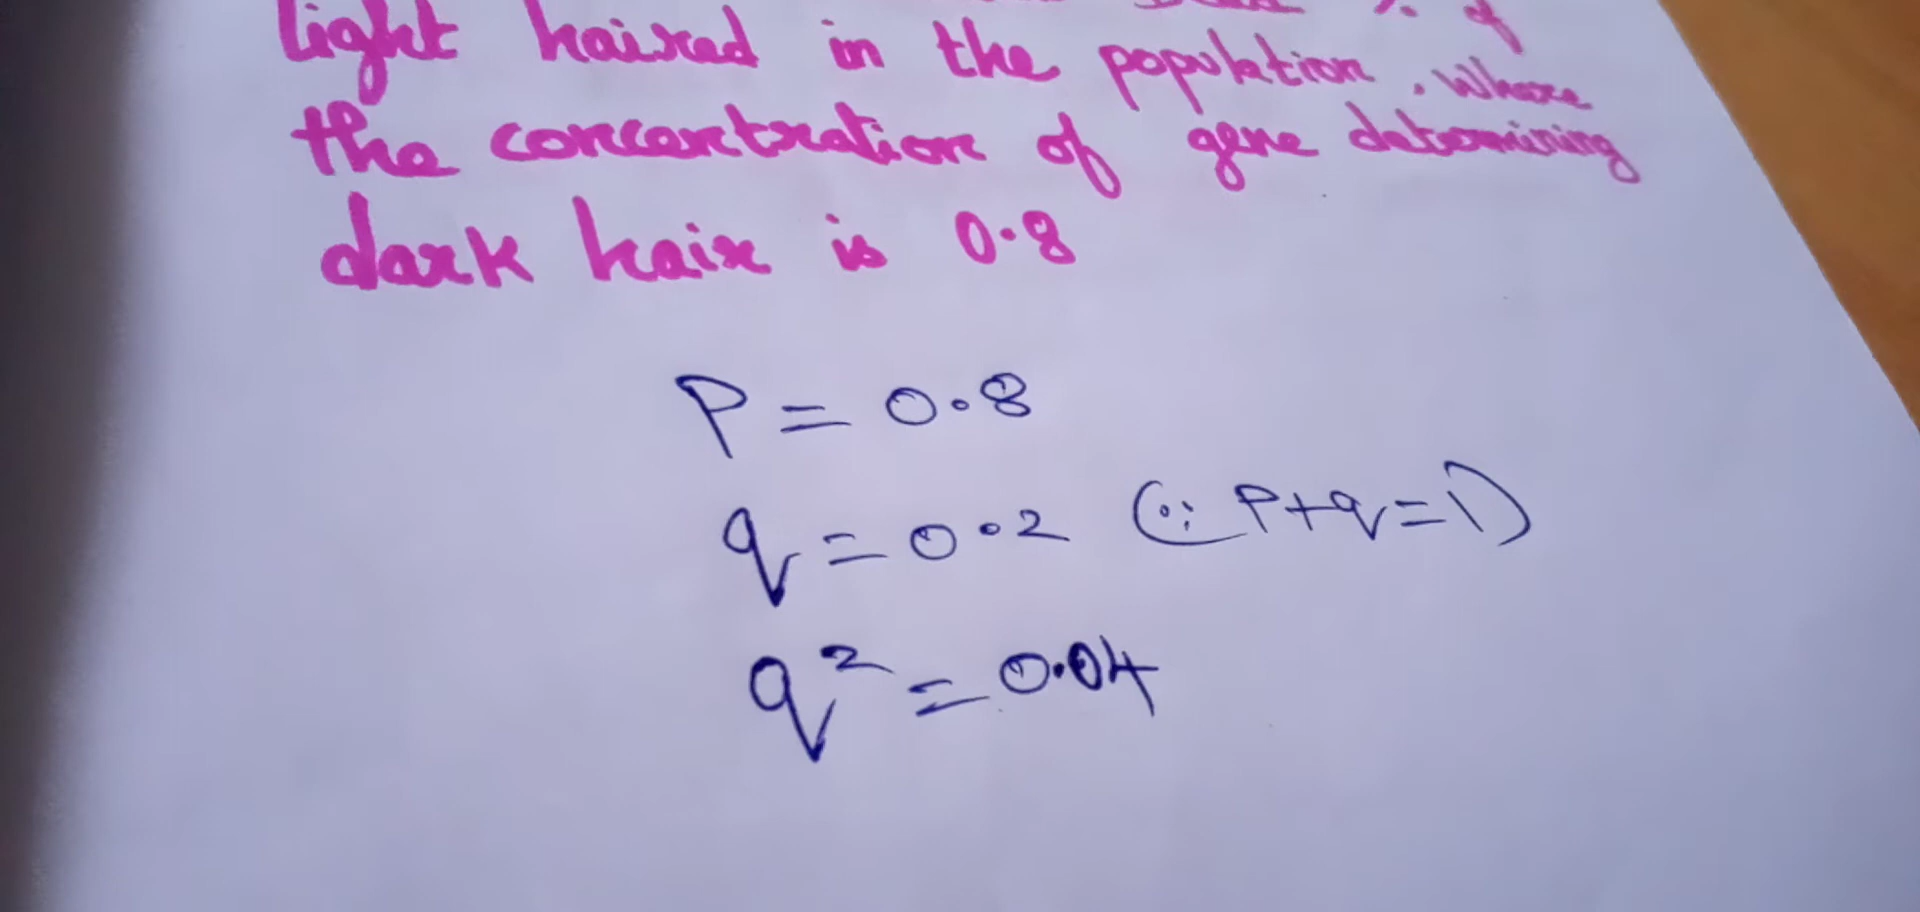 % of
light haired in the population. Where
the concentration of gene determining
dark hair is 0.8
P = 0.8
q = 0.2 (∵ P+q=1)
q² = 0.04